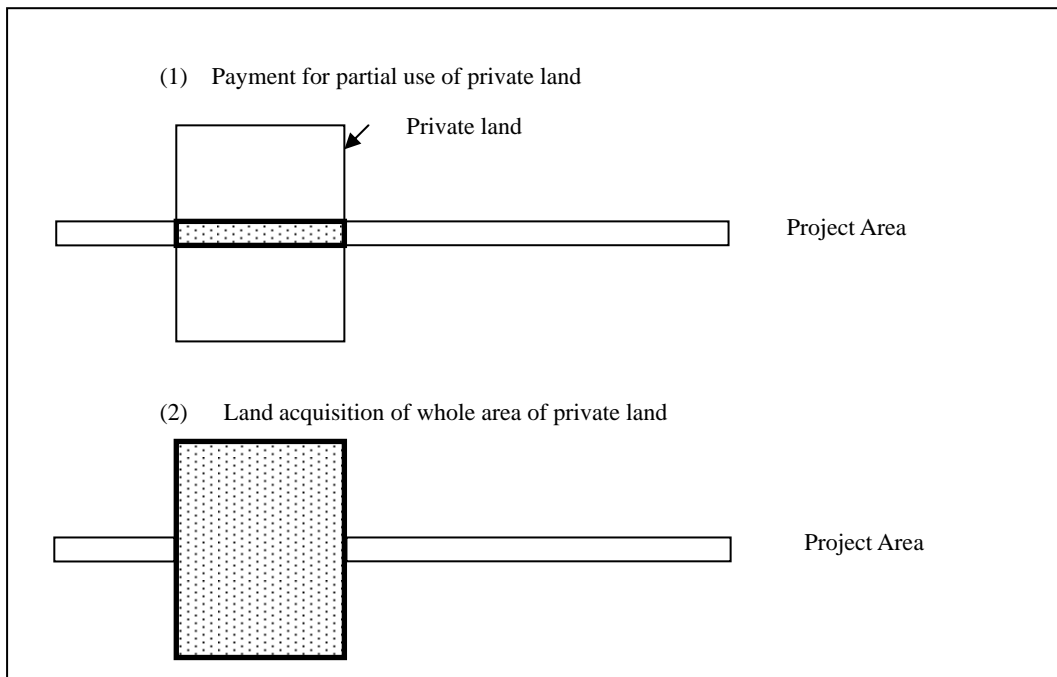 (1) Payment for partial use of private land
Private land
Project Area
(2) Land acquisition of whole area of private land
Project Area